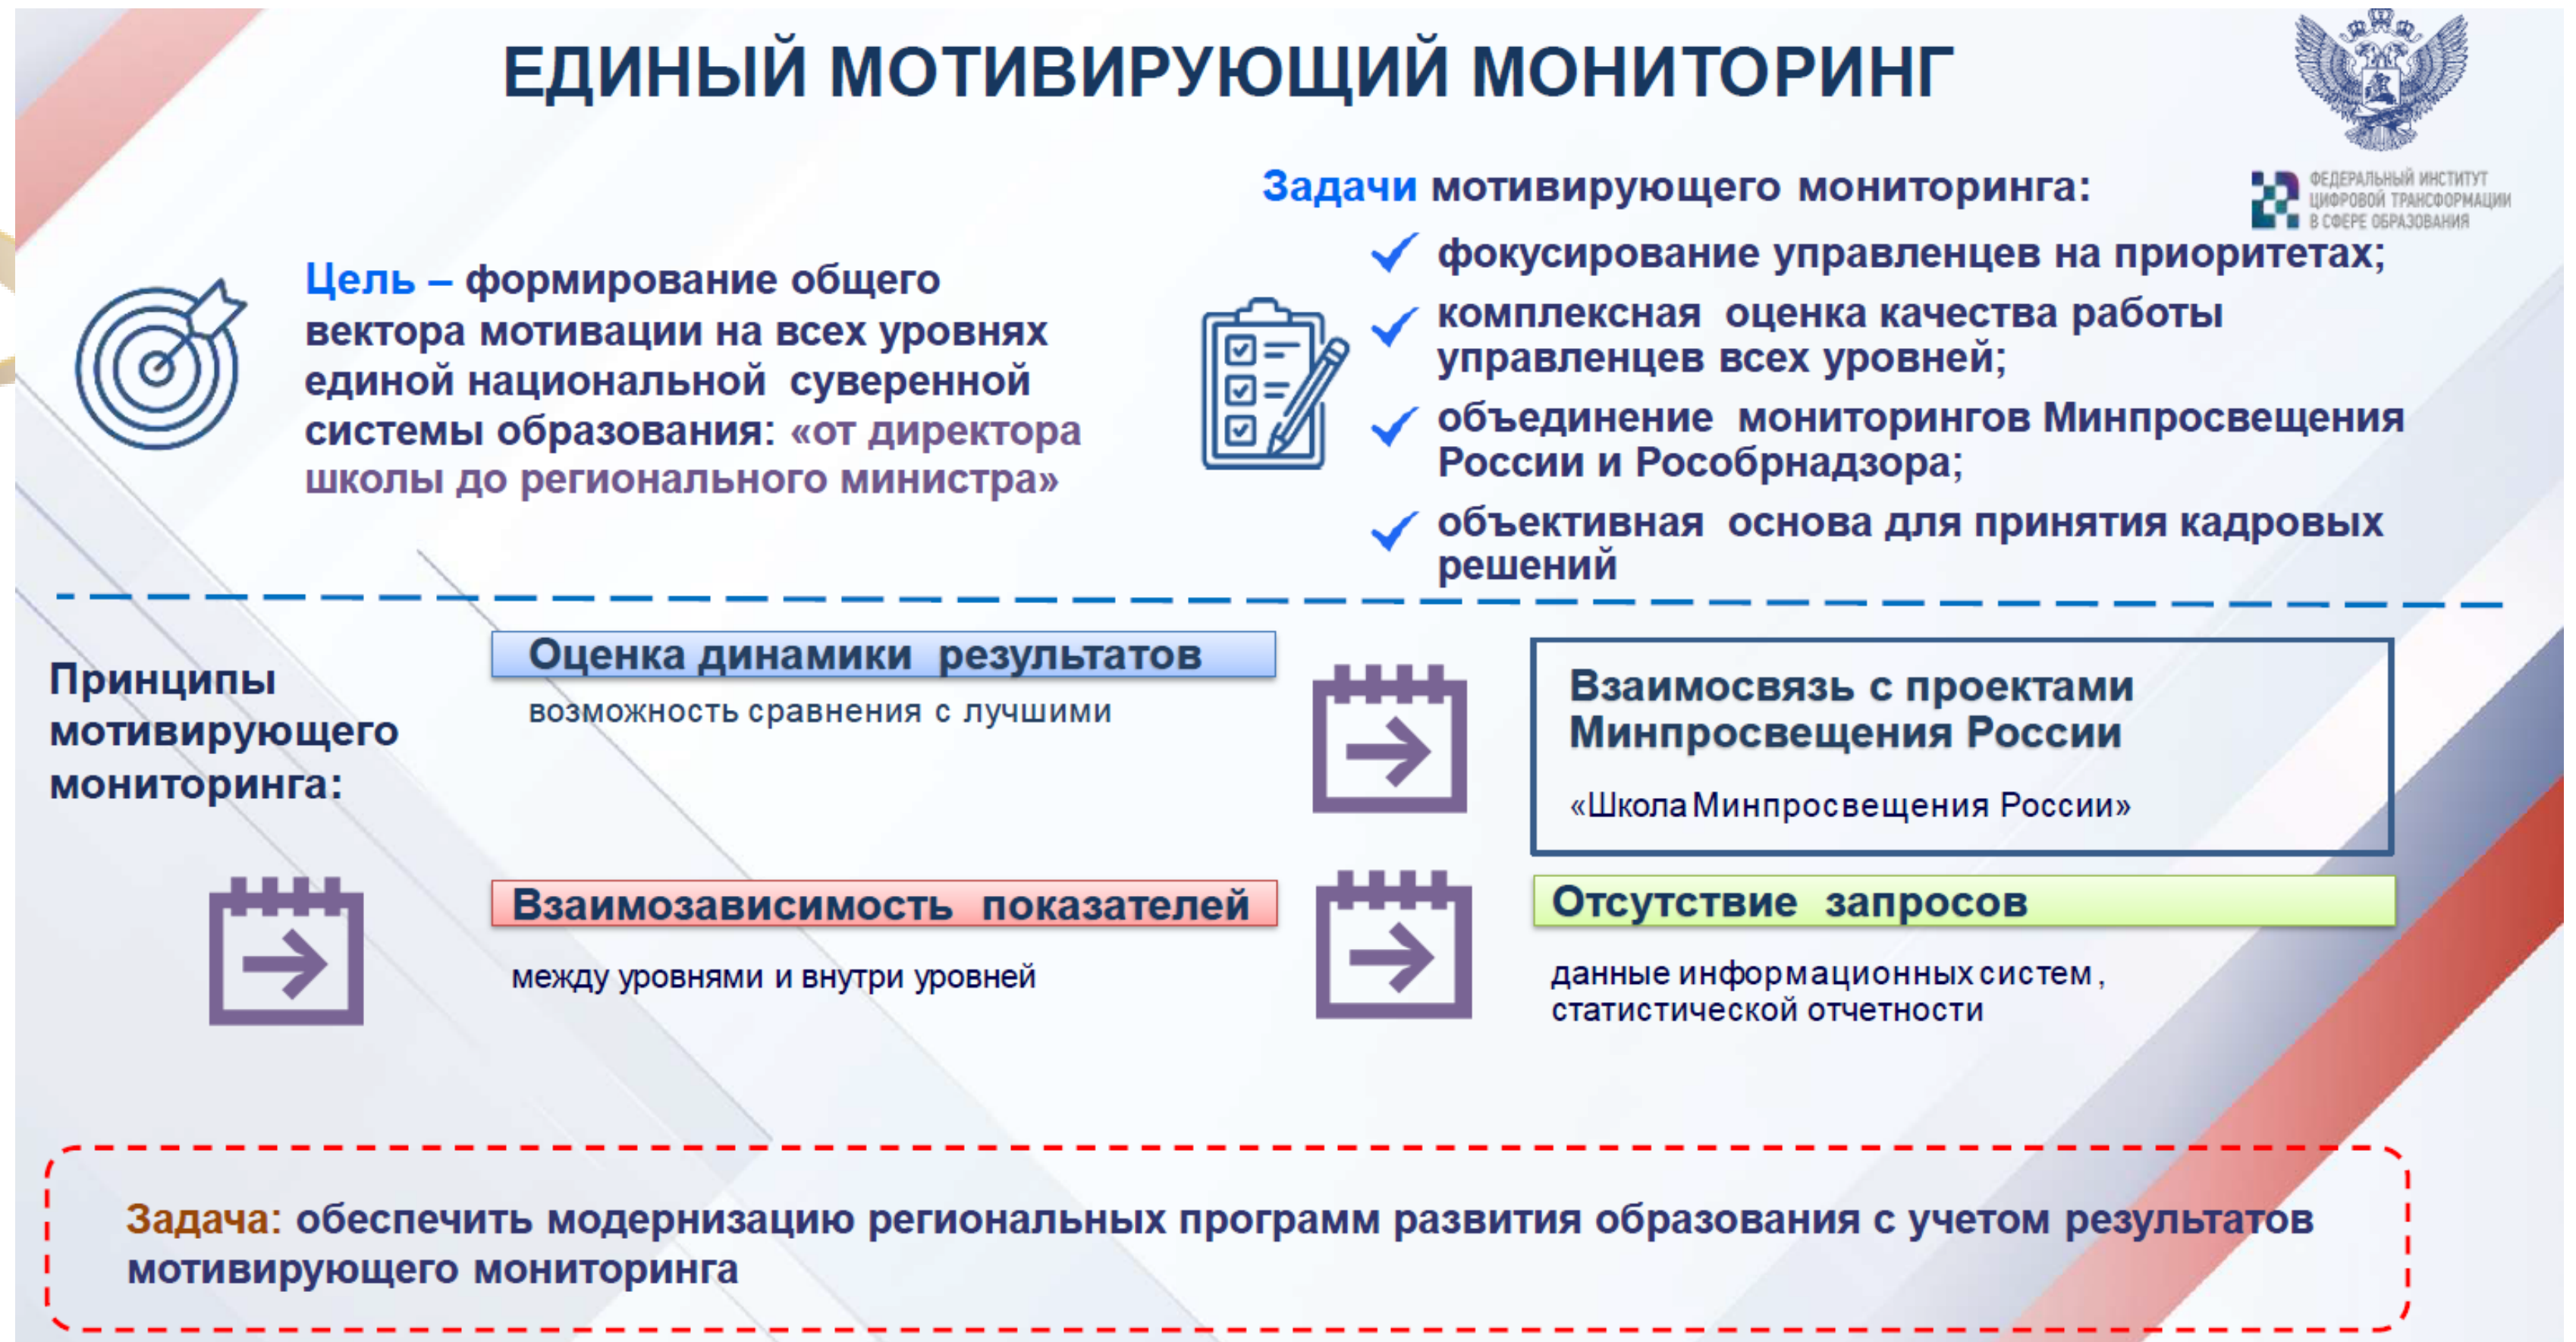 ЕДИНЫЙ МОТИВИРУЮЩИЙ МОНИТОРИНГ
ФЕДЕРАЛЬНЫЙ ИНСТИТУТ
ЦИФРОВОЙ ТРАНСФОРМАЦИИ
В СФЕРЕ ОБРАЗОВАНИЯ
Цель – формирование общего
вектора мотивации на всех уровнях
единой национальной суверенной
системы образования: «от директора
школы до регионального министра»
Задачи мотивирующего мониторинга:
фокусирование управленцев на приоритетах;
комплексная оценка качества работы
управленцев всех уровней;
объединение мониторингов Минпросвещения
России и Рособрнадзора;
объективная основа для принятия кадровых
решений
Принципы
мотивирующего
мониторинга:
Оценка динамики результатов
возможность сравнения с лучшими
Взаимосвязь с проектами
Минпросвещения России
«Школа Минпросвещения России»
Взаимозависимость показателей
между уровнями и внутри уровней
Отсутствие запросов
данные информационных систем,
статистической отчетности
Задача: обеспечить модернизацию региональных программ развития образования с учетом результатов
мотивирующего мониторинга